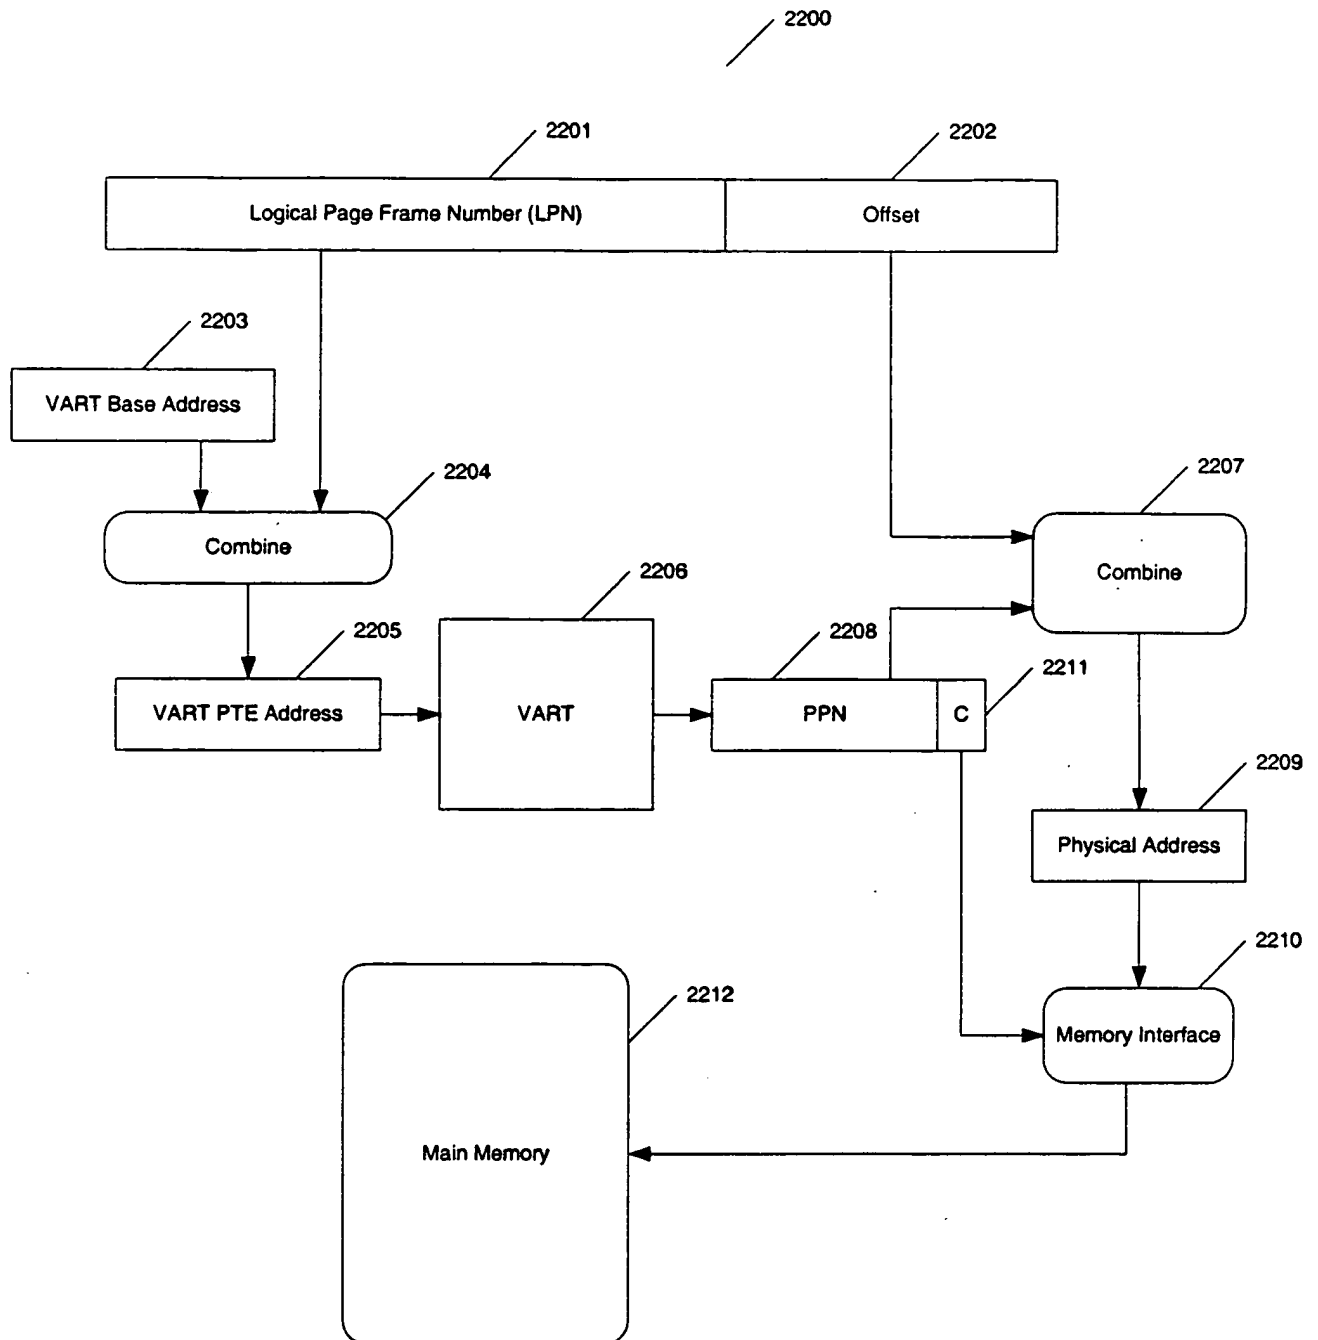 2200
2201
2202
Logical Page Frame Number (LPN)
Offset
2203
VART Base Address
2204
2207
Combine
Combine
2206
2205
2208
2211
VART PTE Address
VART
PPN
C
2209
Physical Address
2210
2212
Memory Interface
Main Memory